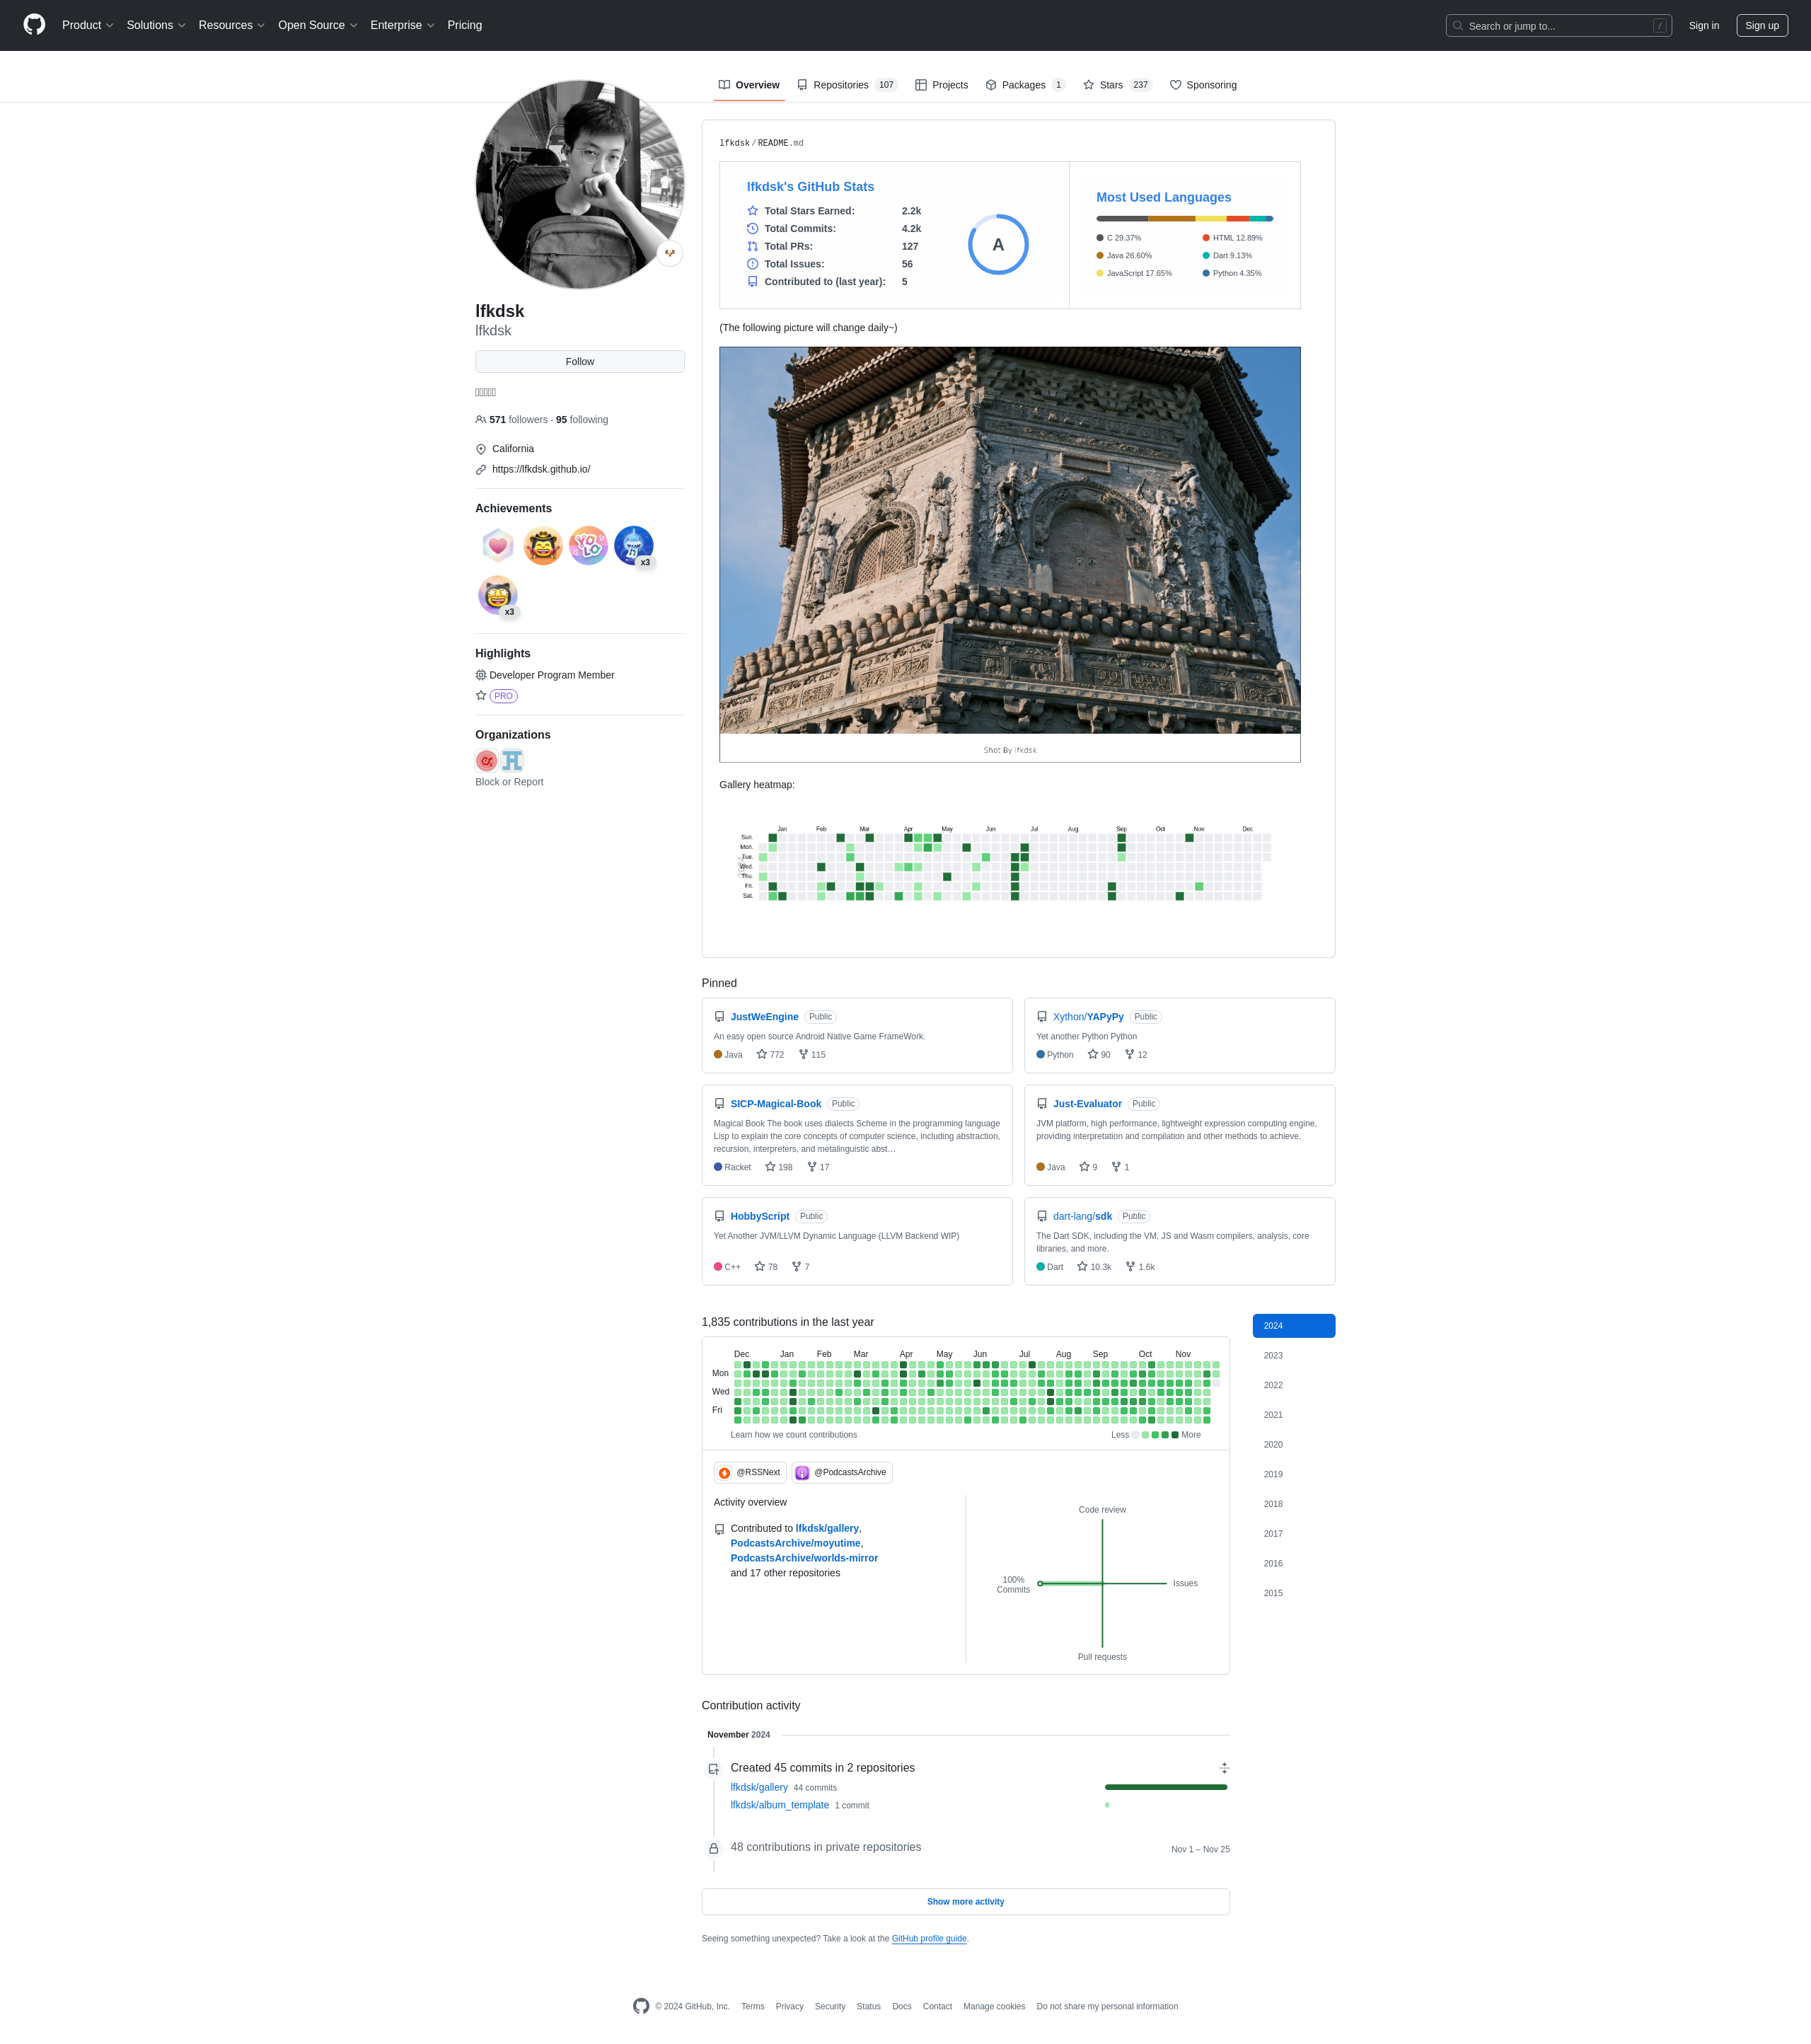 Product Solutions Resources Open Source Enterprise Pricing
Search or jump to... / Sign in Sign up
Overview Repositories 107 Projects Packages 1 Stars 237 Sponsoring
lfkdsk
lfkdsk
Follow
571 followers · 95 following
California
https://lfkdsk.github.io/
Achievements
YOLO
x3
x3
Highlights
Developer Program Member
PRO
Organizations
Block or Report
lfkdsk / README.md
lfkdsk's GitHub Stats
Total Stars Earned: 2.2k
Total Commits: 4.2k
Total PRs: 127
Total Issues: 56
Contributed to (last year): 5
A
Most Used Languages
C 29.37%
Java 26.60%
JavaScript 17.65%
HTML 12.89%
Dart 9.13%
Python 4.35%
(The following picture will change daily~)
Shot By lfkdsk
Gallery heatmap:
Jan Feb Mar Apr May Jun Jul Aug Sep Oct Nov Dec
Sun.
Mon.
Tue.
Wed.
Thu.
Fri.
Sat.
Pinned
JustWeEngine Public
An easy open source Android Native Game FrameWork.
Java 772 115
Xython/YAPyPy Public
Yet another Python Python
Python 90 12
SICP-Magical-Book Public
Magical Book The book uses dialects Scheme in the programming language
Lisp to explain the core concepts of computer science, including abstraction,
recursion, interpreters, and metalinguistic abst…
Racket 198 17
Just-Evaluator Public
JVM platform, high performance, lightweight expression computing engine,
providing interpretation and compilation and other methods to achieve.
Java 9 1
HobbyScript Public
Yet Another JVM/LLVM Dynamic Language (LLVM Backend WIP)
C++ 78 7
dart-lang/sdk Public
The Dart SDK, including the VM, JS and Wasm compilers, analysis, core
libraries, and more.
Dart 10.3k 1.6k
1,835 contributions in the last year
Dec Jan Feb Mar Apr May Jun Jul Aug Sep Oct Nov
Mon
Wed
Fri
Learn how we count contributions
Less More
@RSSNext @PodcastsArchive
Activity overview
Contributed to lfkdsk/gallery,
PodcastsArchive/moyutime,
PodcastsArchive/worlds-mirror
and 17 other repositories
Code review
100%
Commits
Issues
Pull requests
2024
2023
2022
2021
2020
2019
2018
2017
2016
2015
Contribution activity
November 2024
Created 45 commits in 2 repositories
lfkdsk/gallery 44 commits
lfkdsk/album_template 1 commit
48 contributions in private repositories Nov 1 – Nov 25
Show more activity
Seeing something unexpected? Take a look at the GitHub profile guide.
© 2024 GitHub, Inc. Terms Privacy Security Status Docs Contact Manage cookies Do not share my personal information